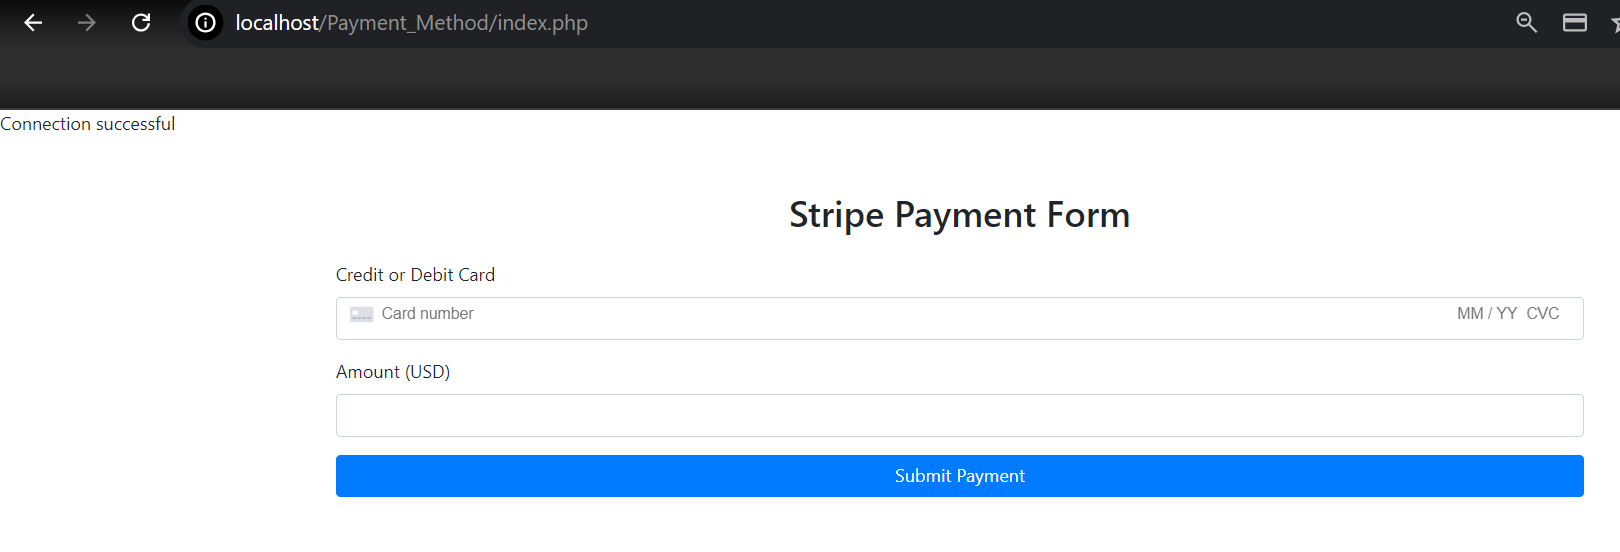 localhost/Payment_Method/index.php
Connection successful
Stripe Payment Form
Credit or Debit Card
Card number MM / YY CVC
Amount (USD)
Submit Payment